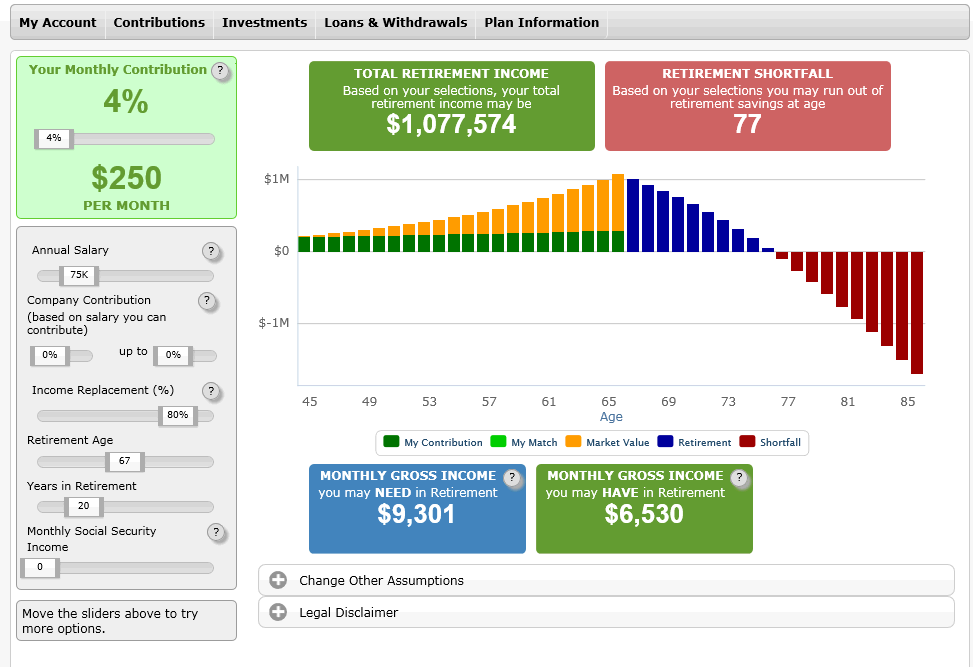 My Account Contributions Investments Loans & Withdrawals Plan Information
Your Monthly Contribution ?
4%
4%
$250
PER MONTH
Annual Salary ?
75K
Company Contribution ?
(based on salary you can
contribute)
0% up to 0%
Income Replacement (%) ?
80%
Retirement Age
67
Years in Retirement
20
Monthly Social Security ?
Income
0
Move the sliders above to try
more options.
TOTAL RETIREMENT INCOME
Based on your selections, your total
retirement income may be
$1,077,574
RETIREMENT SHORTFALL
Based on your selections you may run out of
retirement savings at age
77
$1M
$0
$-1M
45 49 53 57 61 65 69 73 77 81 85
Age
My Contribution My Match Market Value Retirement Shortfall
MONTHLY GROSS INCOME ?
you may NEED in Retirement
$9,301
MONTHLY GROSS INCOME ?
you may HAVE in Retirement
$6,530
Change Other Assumptions
Legal Disclaimer